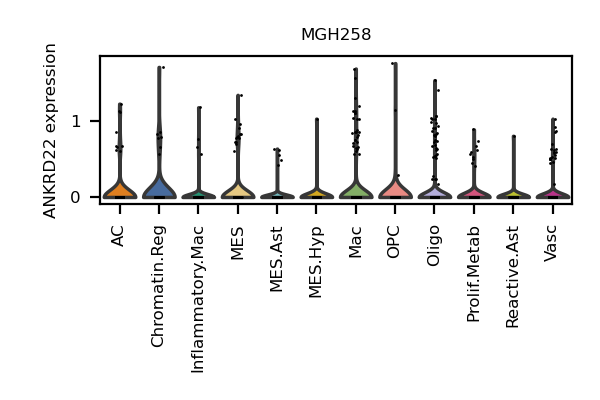 MGH258
ANKRD22 expression
1
0
AC
Chromatin.Reg
Inflammatory.Mac
MES
MES.Ast
MES.Hyp
Mac
OPC
Oligo
Prolif.Metab
Reactive.Ast
Vasc